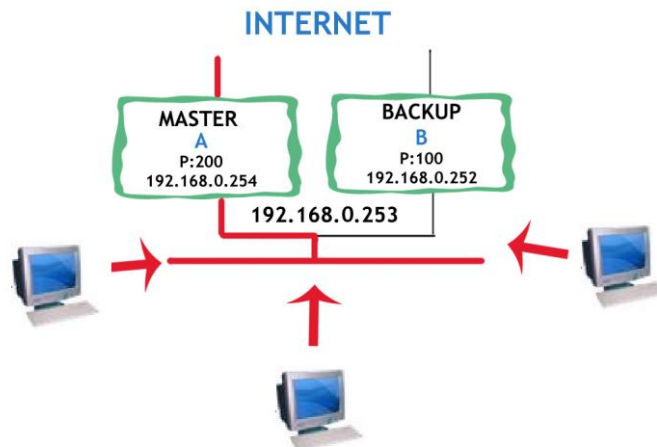 INTERNET
MASTER
A
P:200
192.168.0.254
BACKUP
B
P:100
192.168.0.252
192.168.0.253